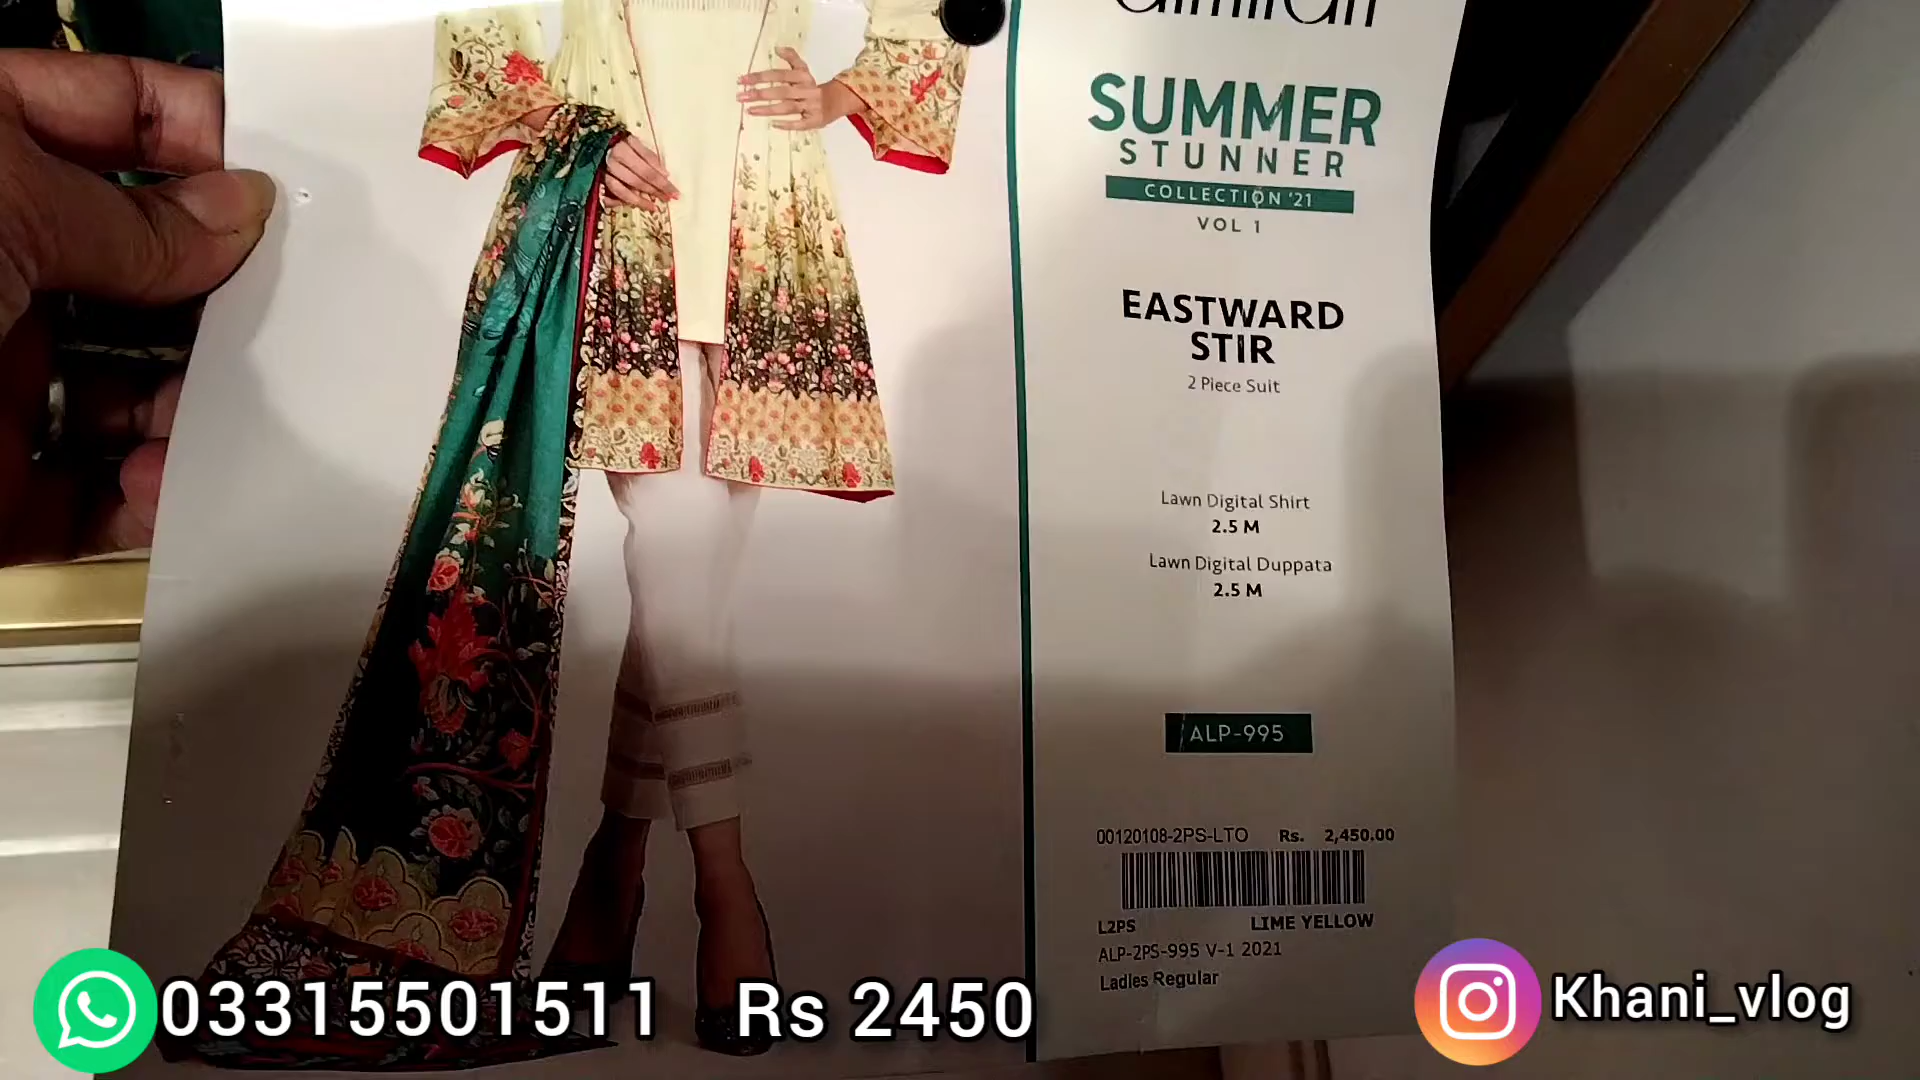 SUMMER
STUNNER
COLLECTION '21
VOL 1
EASTWARD
STIR
2 Piece Suit
Lawn Digital Shirt
2.5 M
Lawn Digital Duppata
2.5 M
ALP-995
00120108-2PS-LTO Rs. 2,450.00
L2PS LIME YELLOW
ALP-2PS-995 V-1 2021
Ladies Regular
03315501511 Rs 2450
Khani_vlog